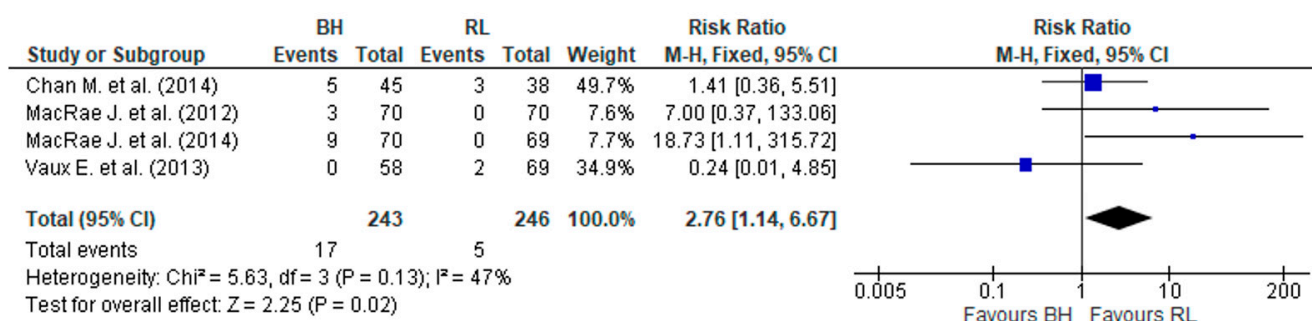 BH RL Risk Ratio Risk Ratio
Study or Subgroup Events Total Events Total Weight M-H, Fixed, 95% CI M-H, Fixed, 95% CI
Chan M. et al. (2014) 5 45 3 38 49.7% 1.41 [0.36, 5.51]
MacRae J. et al. (2012) 3 70 0 70 7.6% 7.00 [0.37, 133.06]
MacRae J. et al. (2014) 9 70 0 69 7.7% 18.73 [1.11, 315.72]
Vaux E. et al. (2013) 0 58 2 69 34.9% 0.24 [0.01, 4.85]
Total (95% CI) 243 246 100.0% 2.76 [1.14, 6.67]
Total events 17 5
Heterogeneity: Chi² = 5.63, df = 3 (P = 0.13); I² = 47%
Test for overall effect: Z = 2.25 (P = 0.02)
0.005 0.1 1 10 200
Favours BH Favours RL